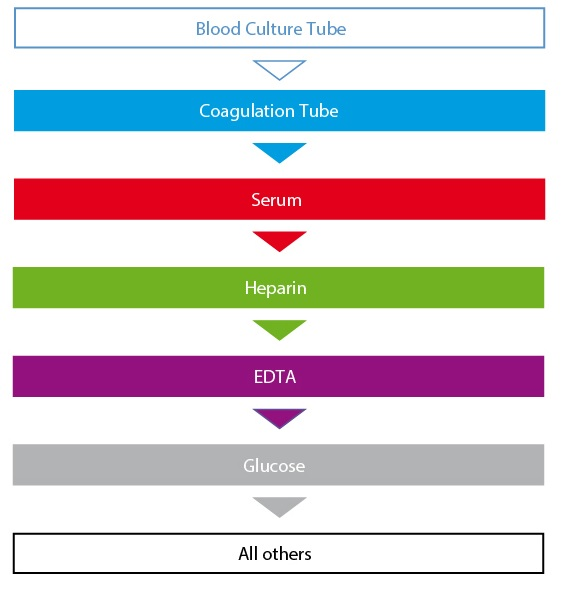 Blood Culture Tube
Coagulation Tube
Serum
Heparin
EDTA
Glucose
All others